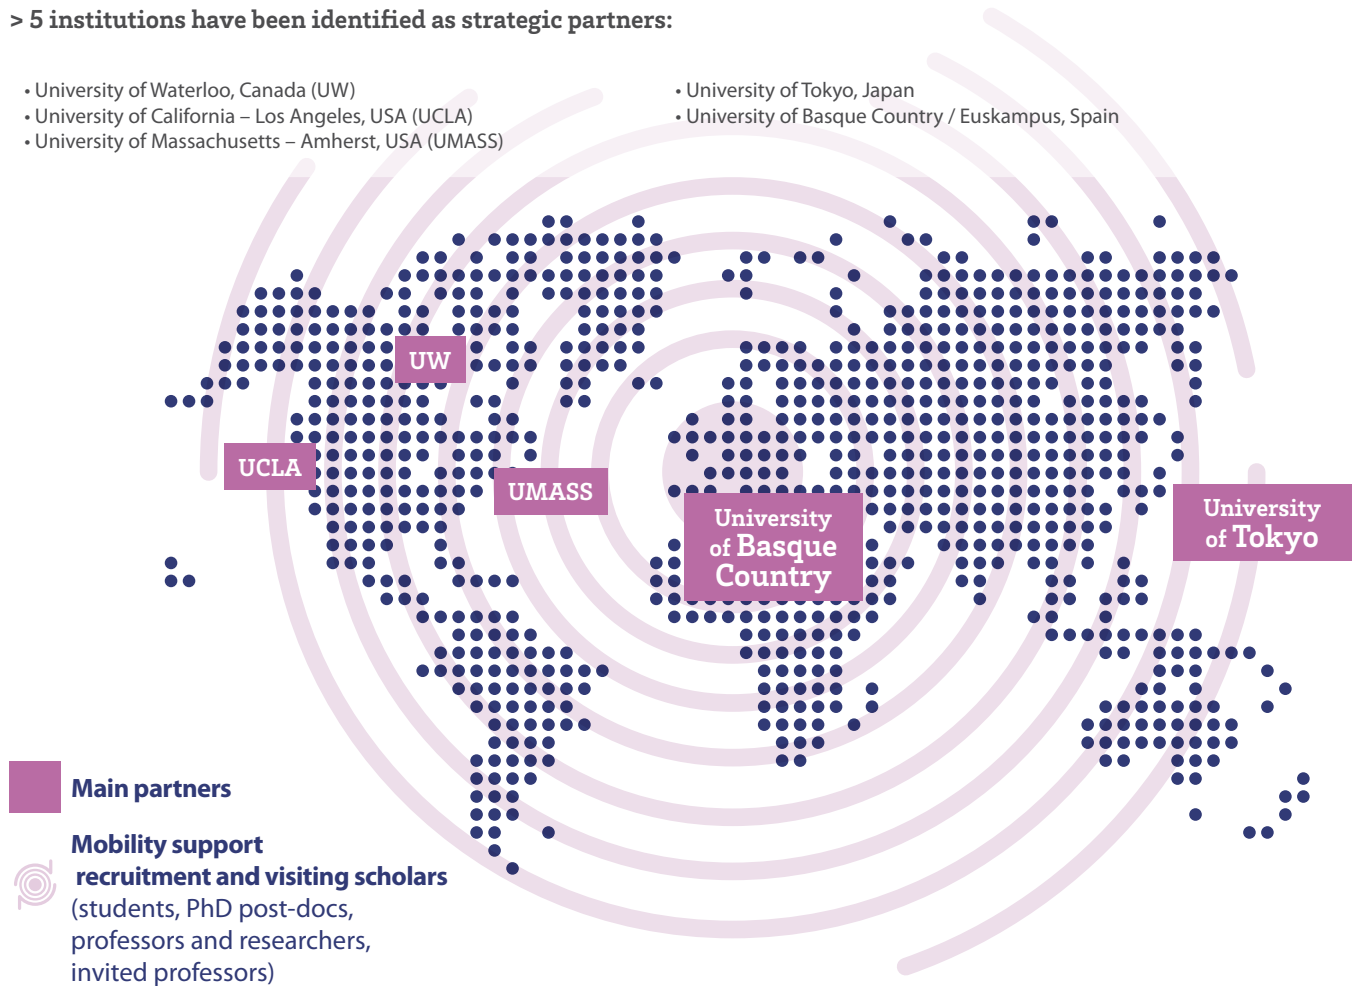 > 5 institutions have been identified as strategic partners:
• University of Waterloo, Canada (UW)
• University of California – Los Angeles, USA (UCLA)
• University of Massachusetts – Amherst, USA (UMASS)
• University of Tokyo, Japan
• University of Basque Country / Euskampus, Spain
UW
UCLA
UMASS
University
of Basque
Country
University
of Tokyo
Main partners
Mobility support
recruitment and visiting scholars
(students, PhD post-docs,
professors and researchers,
invited professors)